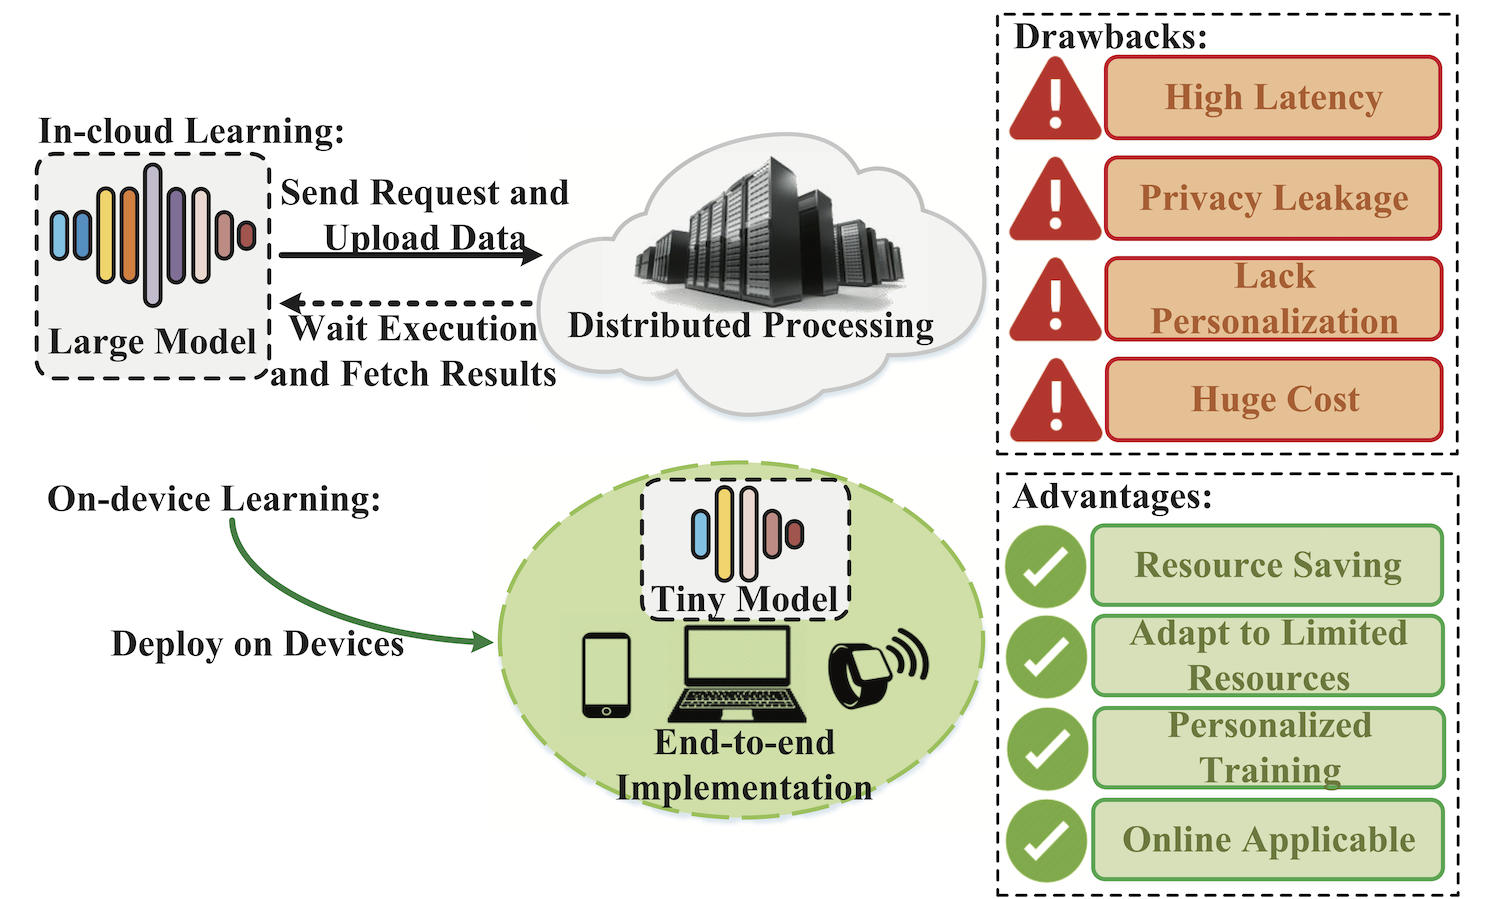 In-cloud Learning:
Large Model
Send Request and
Upload Data
Wait Execution
and Fetch Results
Distributed Processing
Drawbacks:
High Latency
Privacy Leakage
Lack
Personalization
Huge Cost
On-device Learning:
Deploy on Devices
Tiny Model
End-to-end
Implementation
Advantages:
Resource Saving
Adapt to Limited
Resources
Personalized
Training
Online Applicable